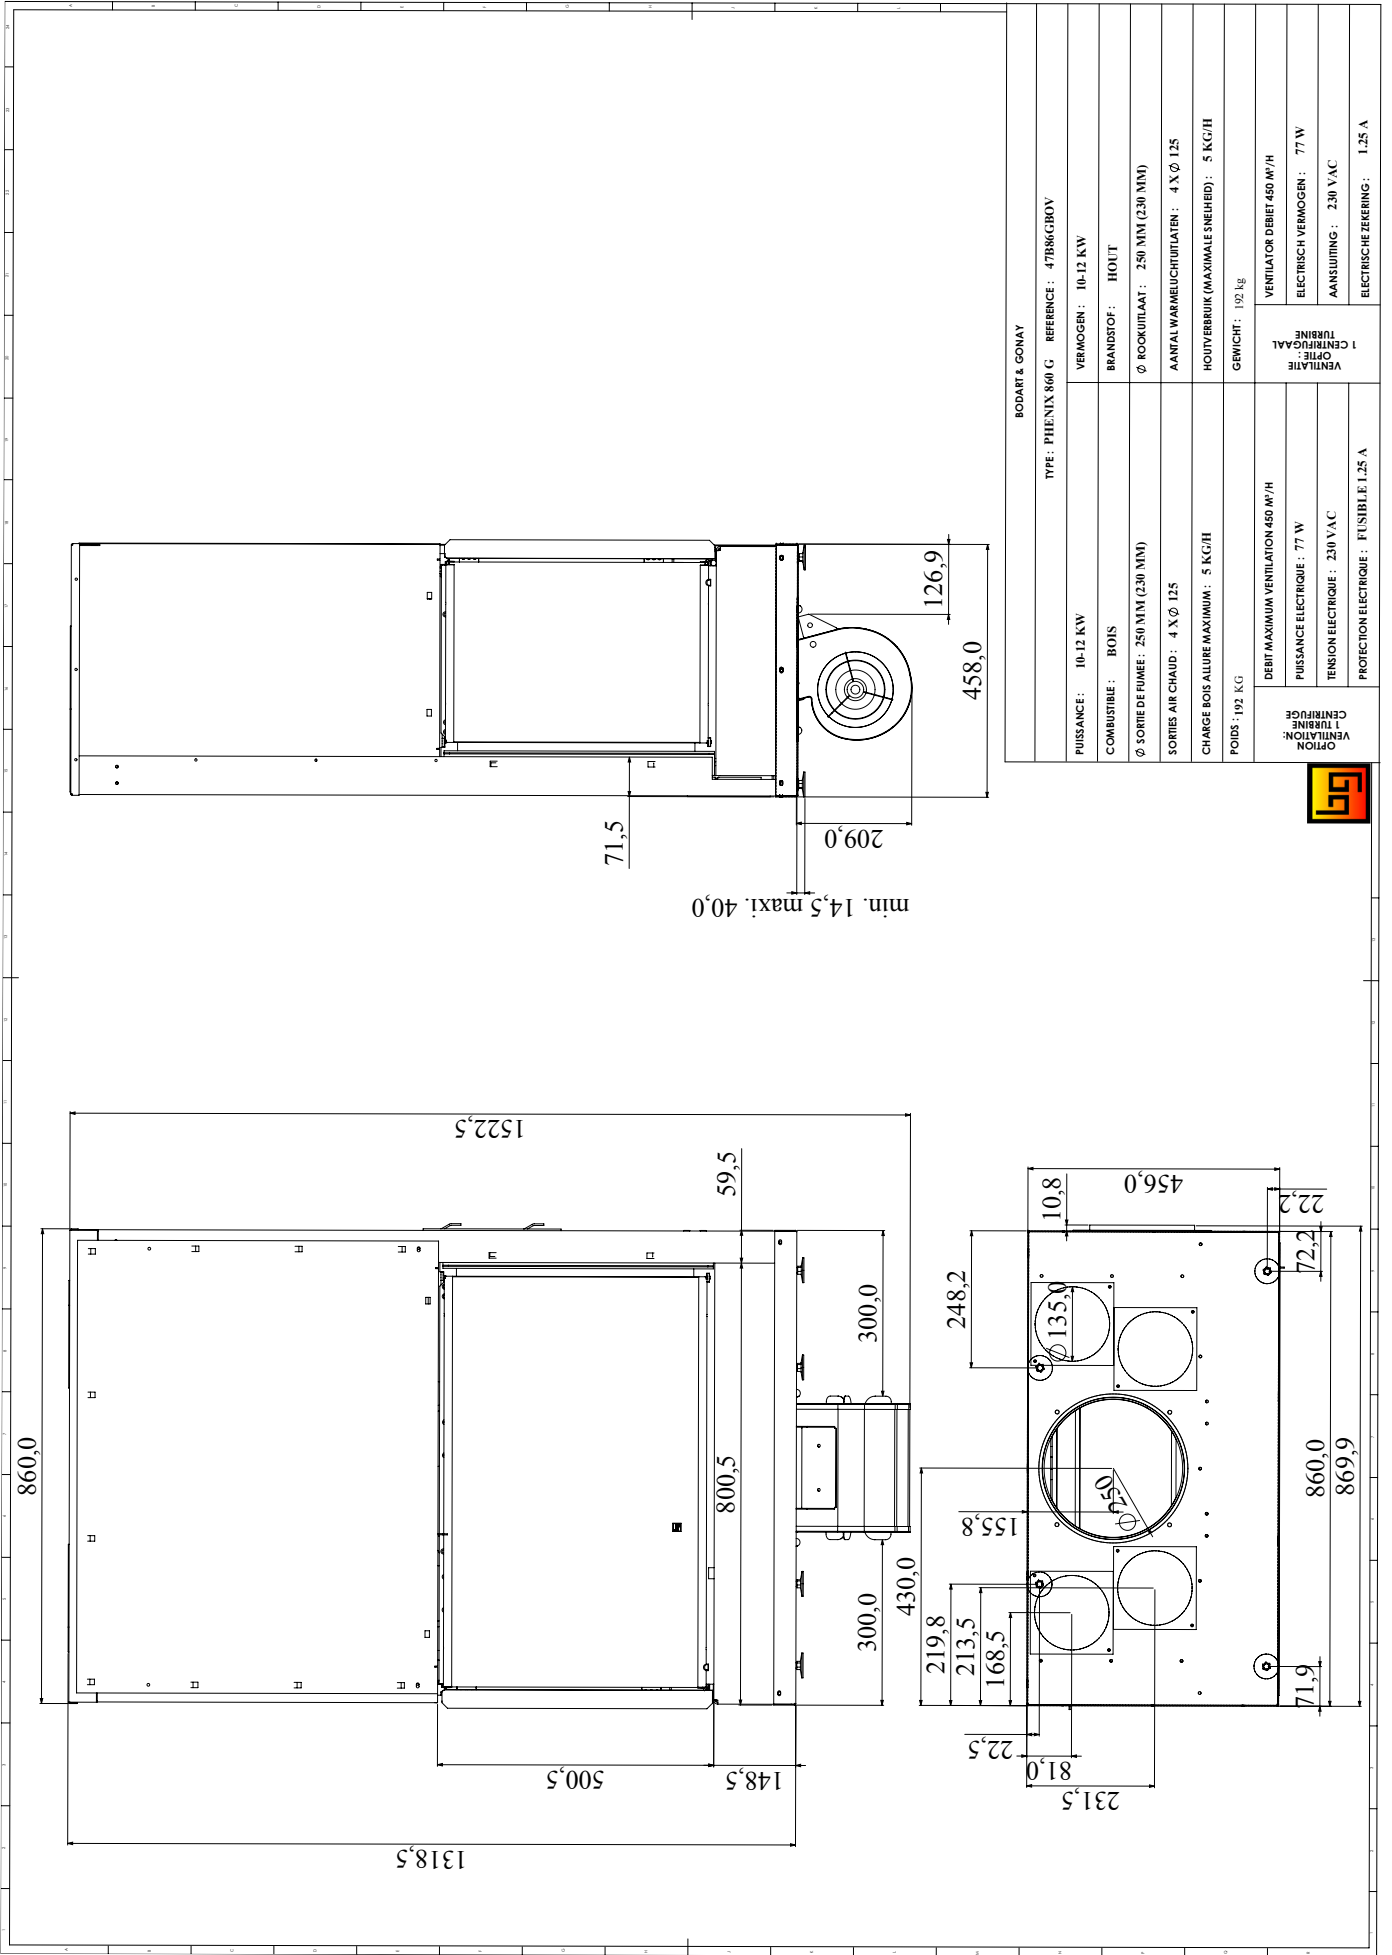 BODART & GONAY
TYPE : PHENIX 860 G REFERENCE : 47B86GBOV
PUISSANCE : 10-12 KW
VERMOGEN : 10-12 KW
COMBUSTIBLE : BOIS
BRANDSTOF : HOUT
Ø SORTIE DE FUMEE : 250 MM (230 MM)
Ø ROOKUITLAAT : 250 MM (230 MM)
SORTIES AIR CHAUD : 4 X Ø 125
AANTAL WARMELUCHTUITLATEN : 4 X Ø 125
CHARGE BOIS ALLURE MAXIMUM : 5 KG/H
HOUTVERBRUIK (MAXIMALE SNELHEID) : 5 KG/H
POIDS : 192 KG
GEWICHT : 192 kg
OPTION
VENTILATION:
1 TURBINE
CENTRIFUGE
DEBIT MAXIMUM VENTILATION 450 M³/H
PUISSANCE ELECTRIQUE : 77 W
TENSION ELECTRIQUE : 230 VAC
PROTECTION ELECTRIQUE : FUSIBLE 1.25 A
VENTILATIE
OPTIE :
1 CENTRIFUGAAL
TURBINE
VENTILATOR DEBIET 450 M³/H
ELECTRISCH VERMOGEN : 77 W
AANSLUITING : 230 VAC
ELECTRISCHE ZEKERING : 1.25 A
71,5
126,9
458,0
209,0
min. 14,5 maxi. 40,0
860,0
1522,5
59,5
800,5
300,0
300,0
500,5
148,5
1318,5
430,0
219,8
213,5
168,5
248,2
10,8
456,0
22,2
72,2
Ø 135,0
Ø 250
155,8
860,0
869,9
71,9
22,5
81,0
231,5